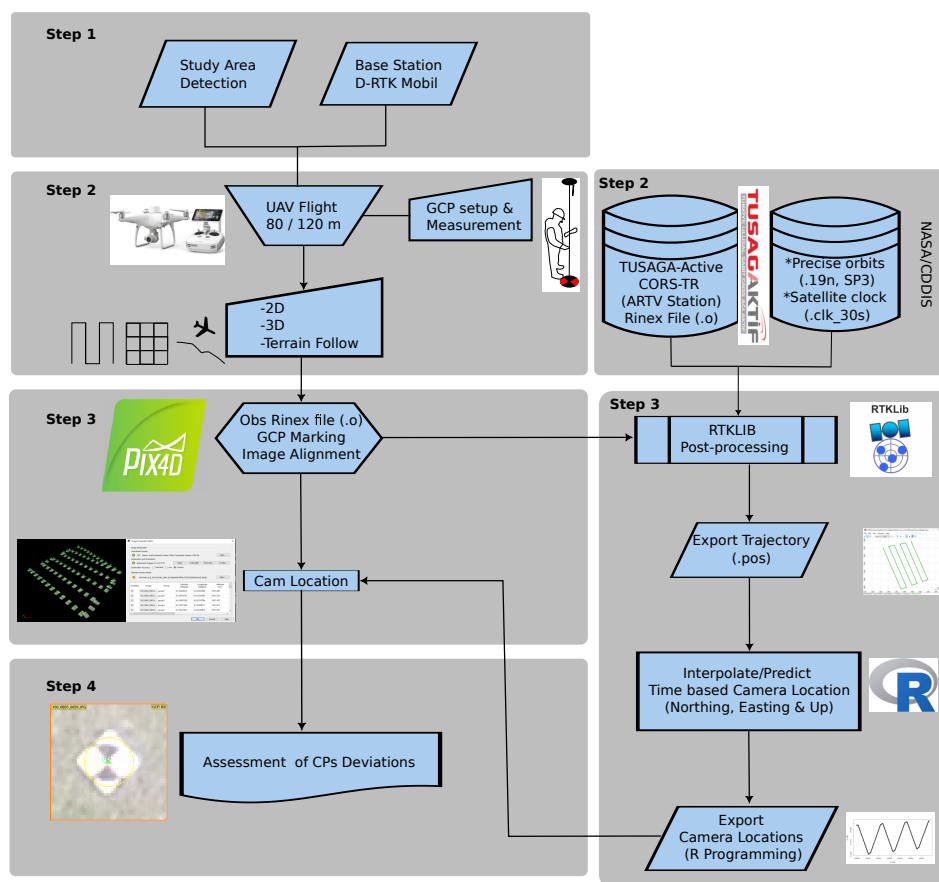 Step 1
Study Area
Detection
Base Station
D-RTK Mobil
Step 2
UAV Flight
80 / 120 m
GCP setup &
Measurement
-2D
-3D
-Terrain Follow
Step 2
TUSAGA-Active
CORS-TR
(ARTV Station)
Rinex File (.o)
TUSAGAKTİF
*Precise orbits
(.19n, SP3)
*Satellite clock
(.clk_30s)
NASA/CDDIS
Step 3
PIX4D
Obs Rinex file (.o)
GCP Marking
Image Alignment
Cam Location
Step 3
RTKLIB
Post-processing
RTKLib
Export Trajectory
(.pos)
Interpolate/Predict
Time based Camera Location
(Northing, Easting & Up)
R
Export
Camera Locations
(R Programming)
Step 4
Assessment of CPs Deviations